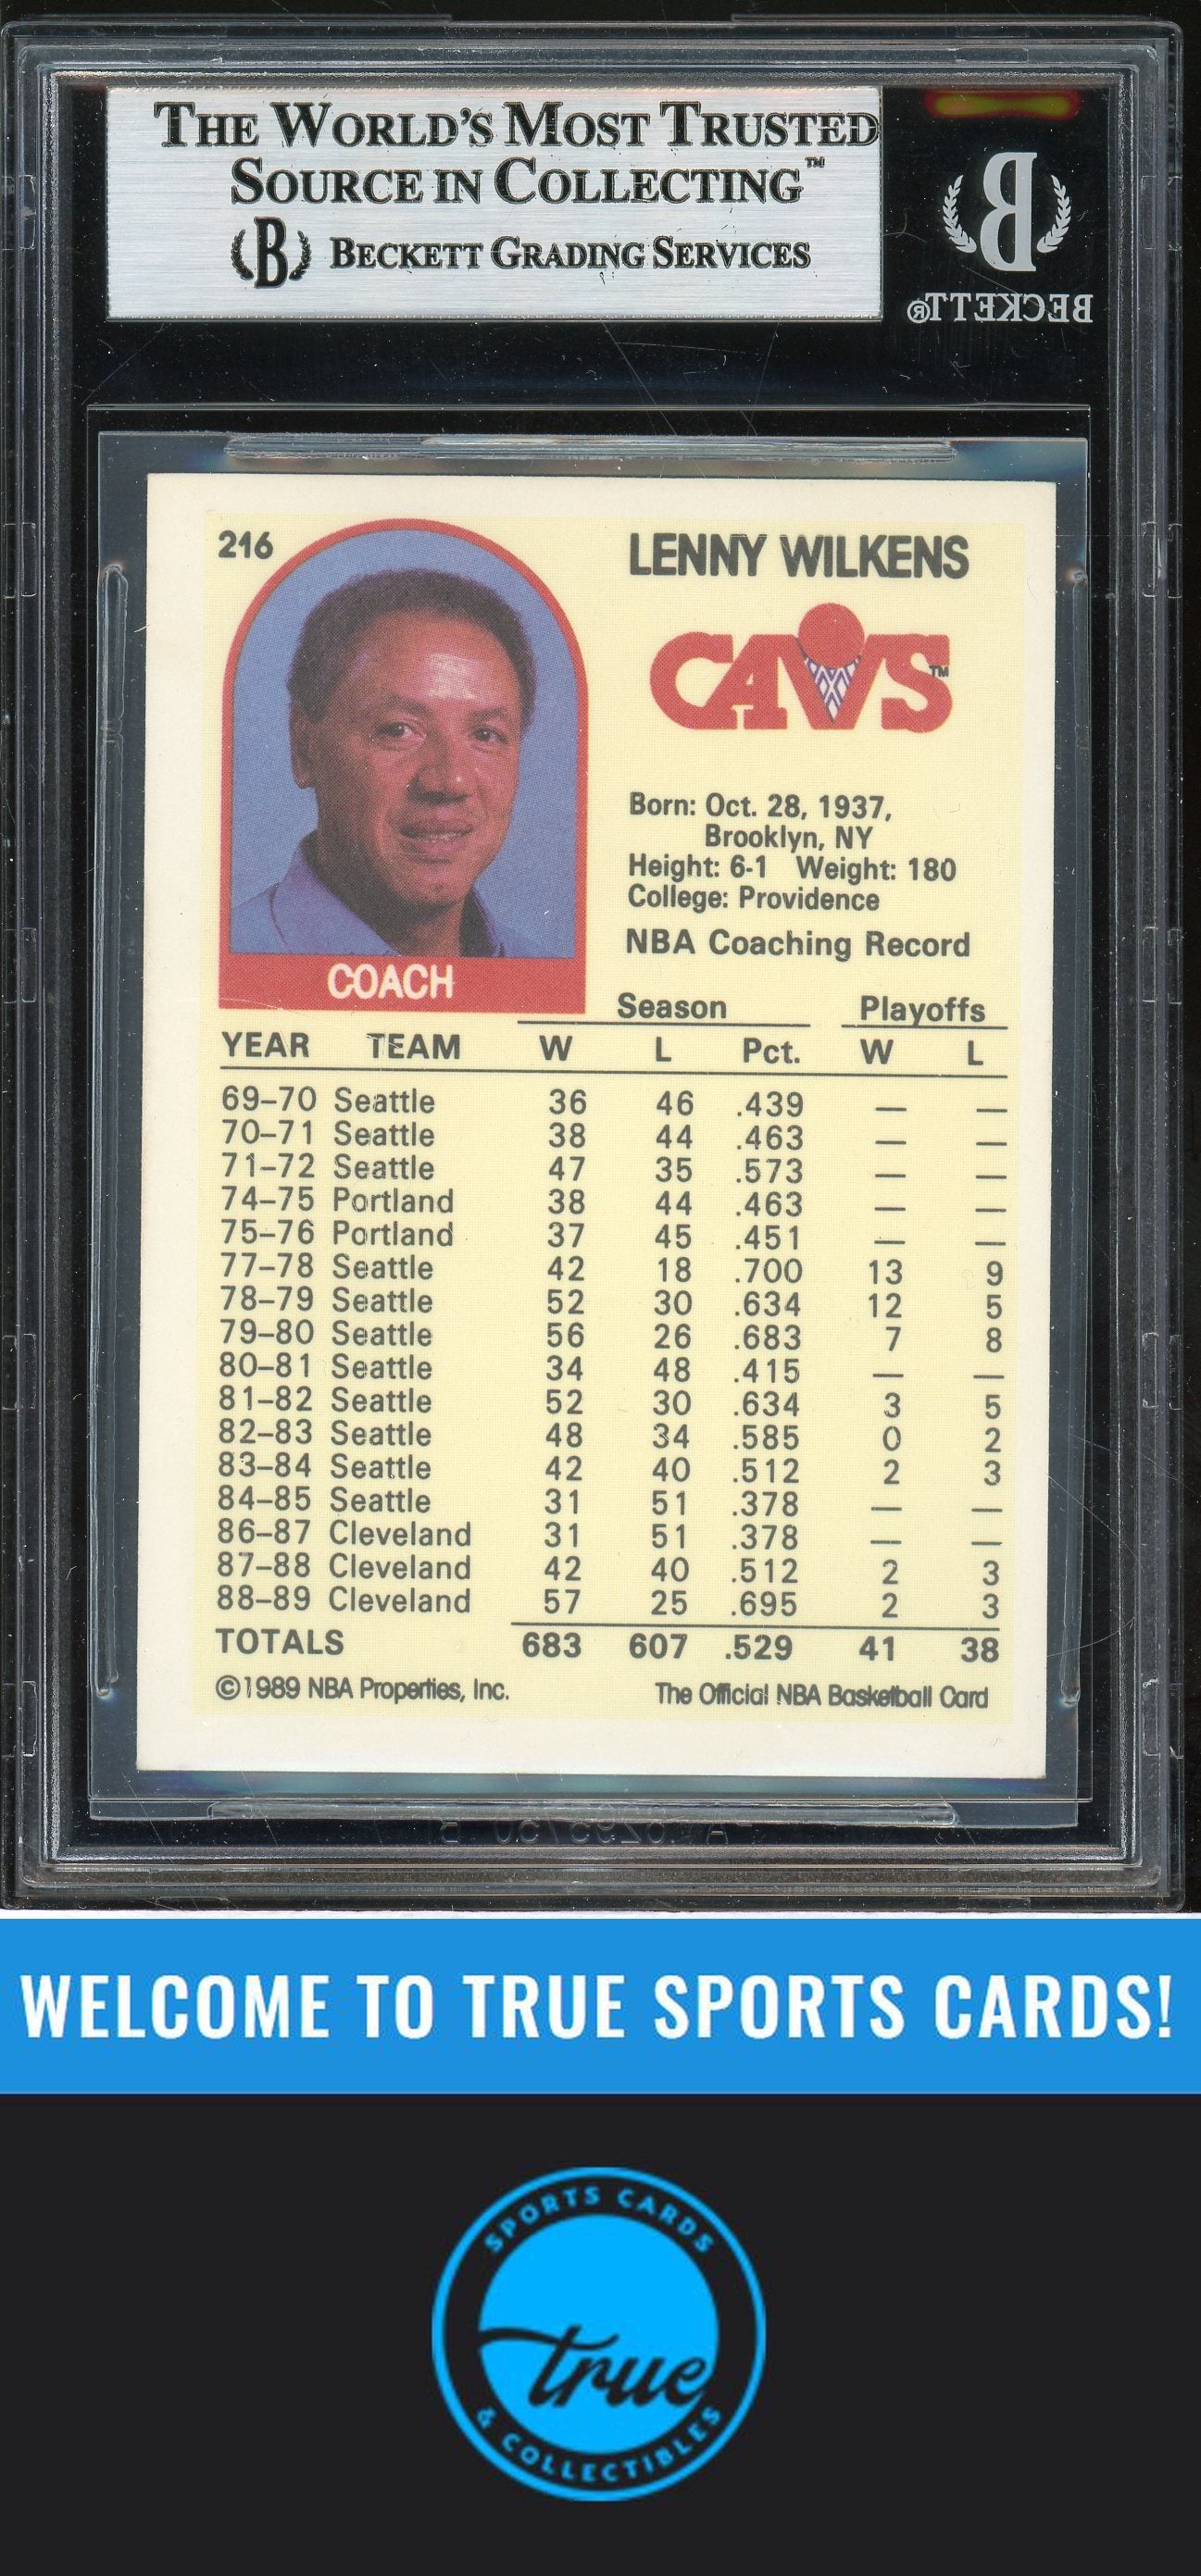 THE WORLD'S MOST TRUSTED
SOURCE IN COLLECTING™
B BECKETT GRADING SERVICES
B
BECKETT®
216
LENNY WILKENS
CAVS™
Born: Oct. 28, 1937,
Brooklyn, NY
Height: 6-1 Weight: 180
College: Providence
NBA Coaching Record
COACH
Season Playoffs
YEAR TEAM W L Pct. W L
69–70 Seattle 36 46 .439 — —
70–71 Seattle 38 44 .463 — —
71–72 Seattle 47 35 .573 — —
74–75 Portland 38 44 .463 — —
75–76 Portland 37 45 .451 — —
77–78 Seattle 42 18 .700 13 9
78–79 Seattle 52 30 .634 12 5
79–80 Seattle 56 26 .683 7 8
80–81 Seattle 34 48 .415 — —
81–82 Seattle 52 30 .634 3 5
82–83 Seattle 48 34 .585 0 2
83–84 Seattle 42 40 .512 2 3
84–85 Seattle 31 51 .378 — —
86–87 Cleveland 31 51 .378 — —
87–88 Cleveland 42 40 .512 2 3
88–89 Cleveland 57 25 .695 2 3
TOTALS 683 607 .529 41 38
©1989 NBA Properties, Inc. The Official NBA Basketball Card
WELCOME TO TRUE SPORTS CARDS!
SPORTS CARDS
true
& COLLECTIBLES